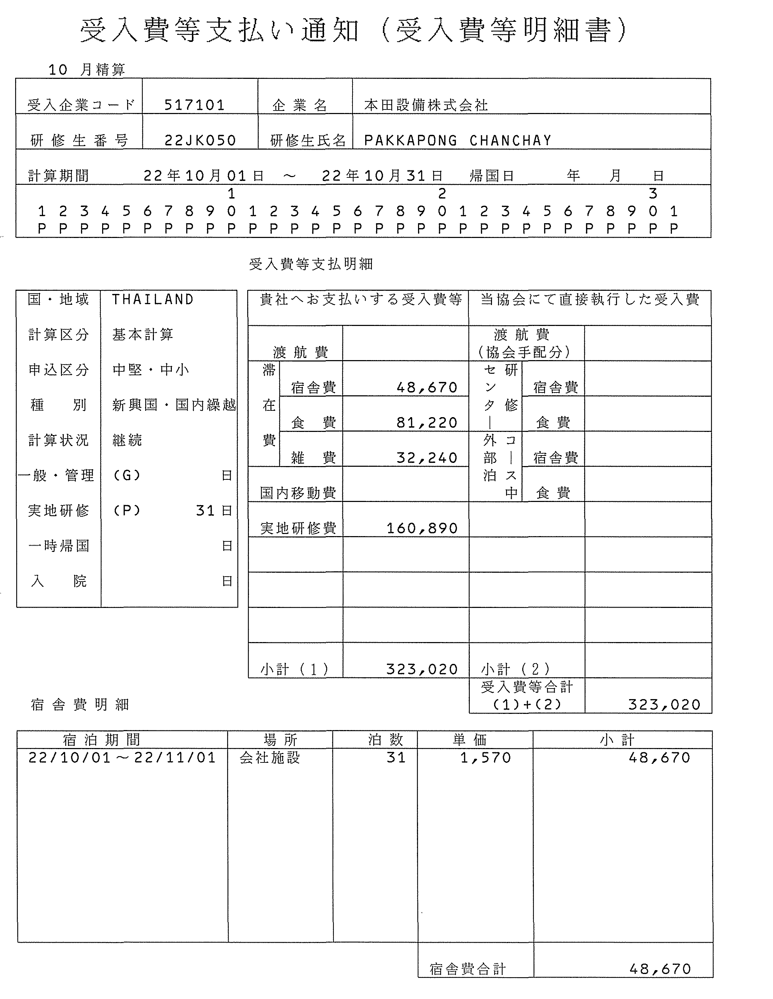 受入費等支払い通知（受入費等明細書）
10 月精算
受入企業コード 517101 企業名 本田設備株式会社
研修生番号 22JK050 研修生氏名 PAKKAPONG CHANCHAY
計算期間 22年10月01日 ～ 22年10月31日 帰国日 年 月 日
1 2 3
1 2 3 4 5 6 7 8 9 0 1 2 3 4 5 6 7 8 9 0 1 2 3 4 5 6 7 8 9 0 1
P P P P P P P P P P P P P P P P P P P P P P P P P P P P P P P
受入費等支払明細
国・地域 THAILAND
計算区分 基本計算
申込区分 中堅・中小
種別 新興国・国内繰越
計算状況 継続
一般・管理 (G) 日
実地研修 (P) 31日
一時帰国 日
入院 日
貴社へお支払いする受入費等
渡航費
滞在費
宿舎費 48,670
食費 81,220
雑費 32,240
国内移動費
実地研修費 160,890
小計（1） 323,020
当協会にて直接執行した受入費
渡航費
（協会手配分）
研修センター
宿舎費
食費
コース中外部泊
宿舎費
食費
小計（2）
受入費等合計
(1)+(2) 323,020
宿舎費明細
宿泊期間 場所 泊数 単価 小計
22/10/01～22/11/01 会社施設 31 1,570 48,670
宿舎費合計 48,670